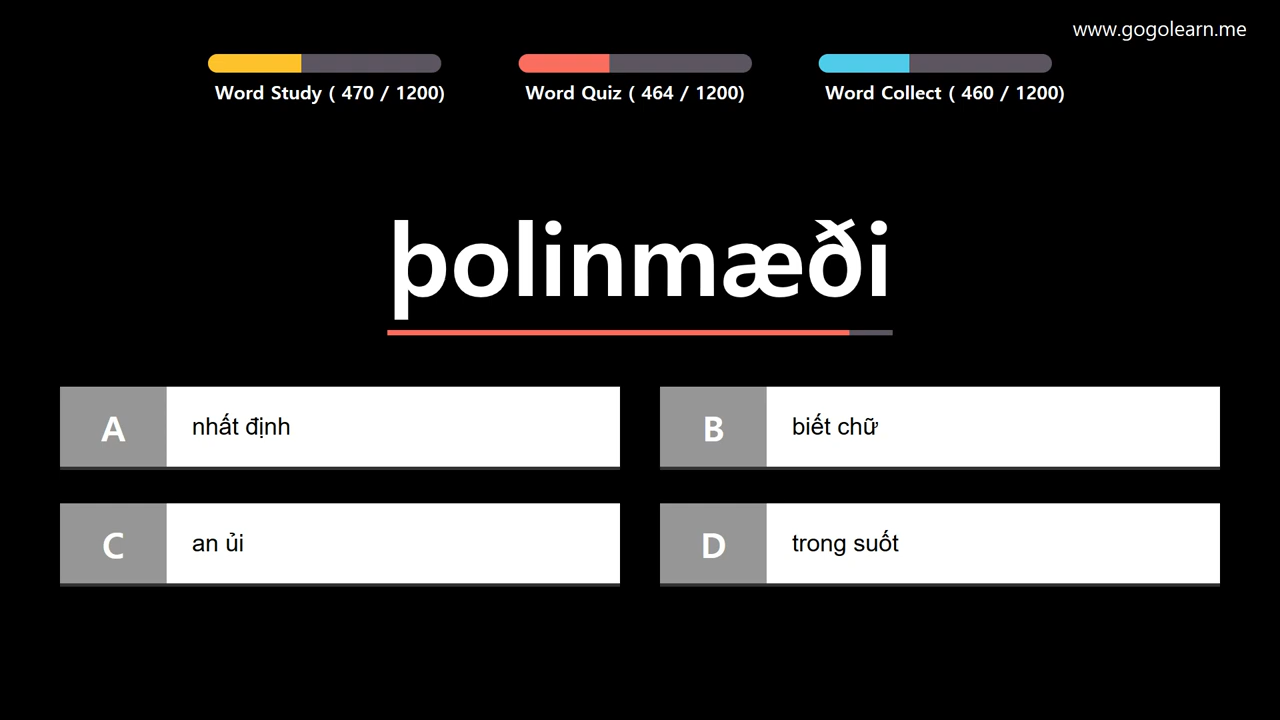 www.gogolearn.me
Word Study ( 470 / 1200)
Word Quiz ( 464 / 1200)
Word Collect ( 460 / 1200)
þolinmæði
A
nhất định
B
biết chữ
C
an ủi
D
trong suốt